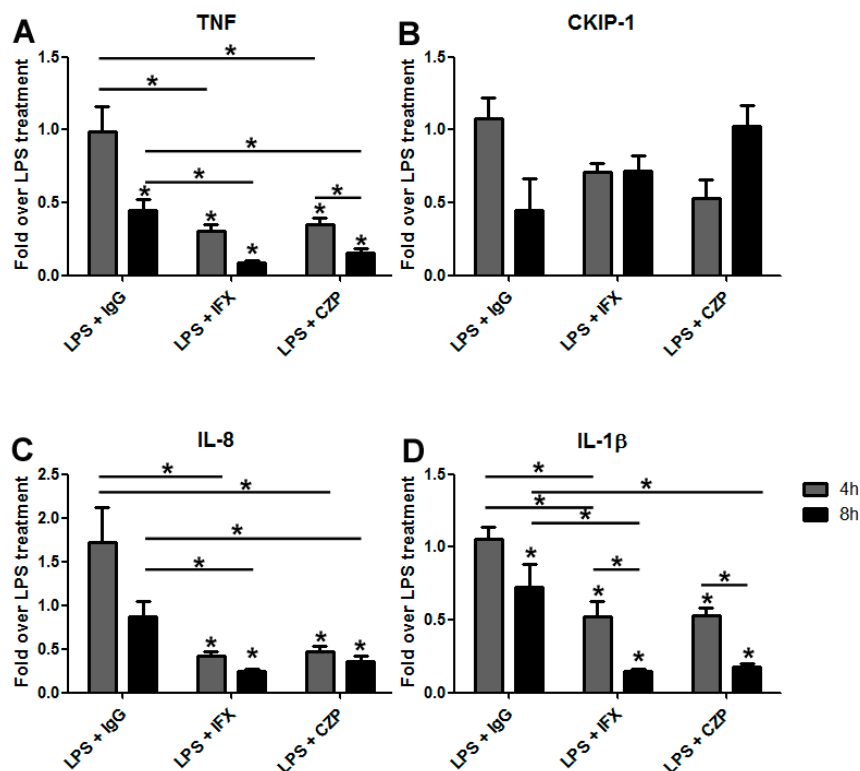 A
TNF
Fold over LPS treatment
1.5
1.0
0.5
0.0
*
*
*
*
*
*
*
*
*
*
LPS + IgG
LPS + IFX
LPS + CZP
B
CKIP-1
Fold over LPS treatment
1.5
1.0
0.5
0.0
LPS + IgG
LPS + IFX
LPS + CZP
C
IL-8
Fold over LPS treatment
2.5
2.0
1.5
1.0
0.5
0.0
*
*
*
*
*
*
*
*
LPS + IgG
LPS + IFX
LPS + CZP
D
IL-1β
Fold over LPS treatment
1.5
1.0
0.5
0.0
*
*
*
*
*
*
*
*
*
*
*
LPS + IgG
LPS + IFX
LPS + CZP
4h
8h